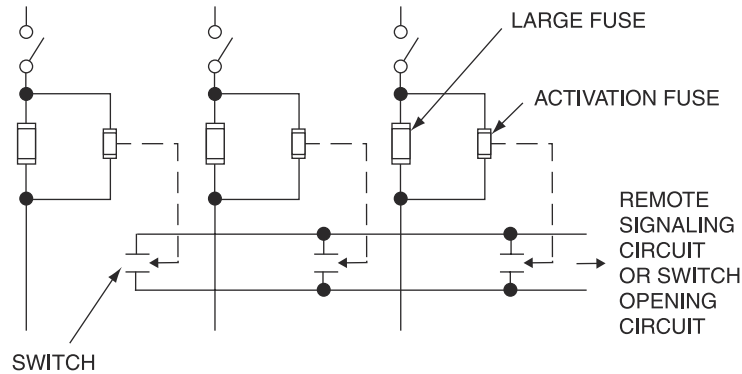 LARGE FUSE
ACTIVATION FUSE
REMOTE
SIGNALING
CIRCUIT
OR SWITCH
OPENING
CIRCUIT
SWITCH